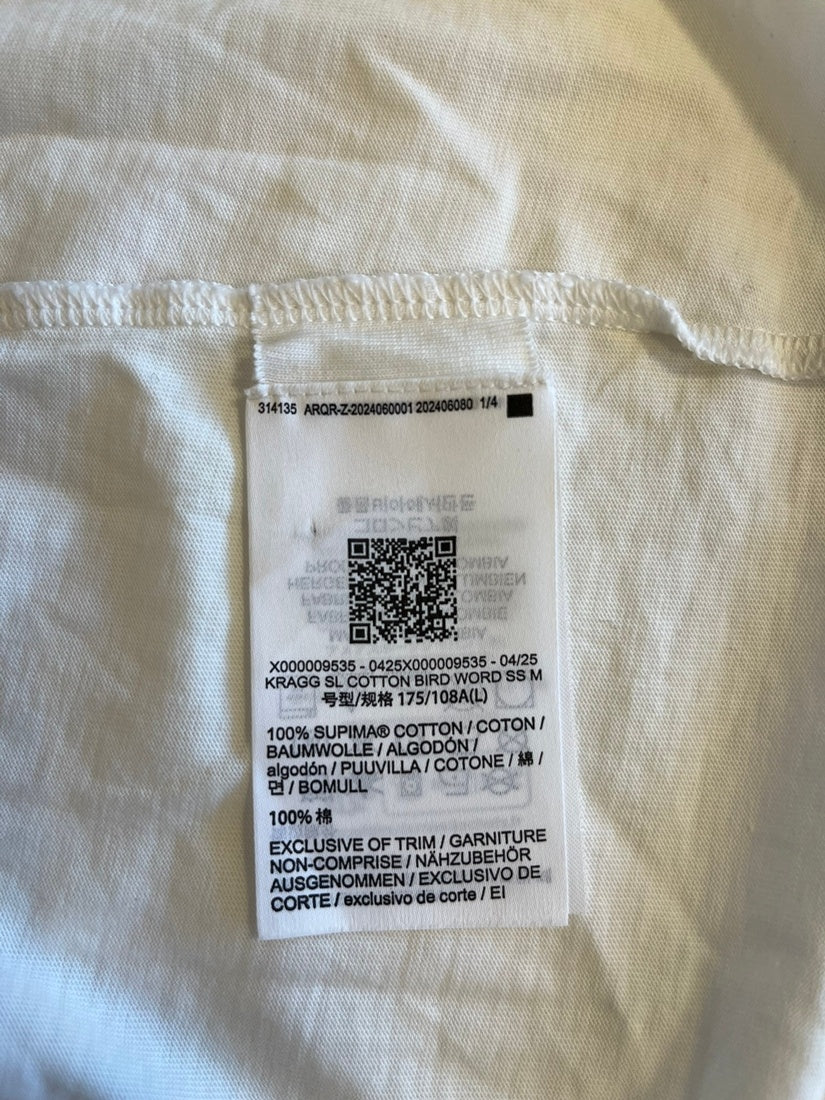 314135 ARQR-Z-2024060001 202406080 1/4
X000009535 - 0425X000009535 - 04/25
KRAGG SL COTTON BIRD WORD SS M
号型/规格 175/108A(L)
100% SUPIMA® COTTON / COTON /
BAUMWOLLE / ALGODÓN /
algodón / PUUVILLA / COTONE / 綿 /
면 / BOMULL
100% 棉
EXCLUSIVE OF TRIM / GARNITURE
NON-COMPRISE / NÄHZUBEHÖR
AUSGENOMMEN / EXCLUSIVO DE
CORTE / exclusivo de corte / EI